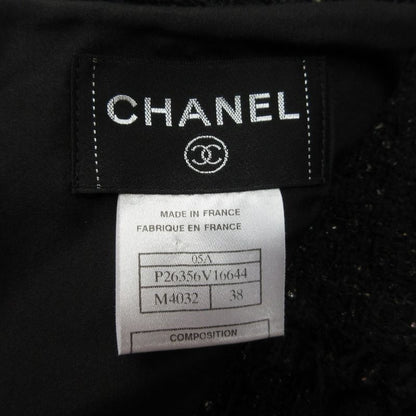 CHANEL
MADE IN FRANCE
FABRIQUE EN FRANCE
05A
P26356V16644
M4032 38
COMPOSITION